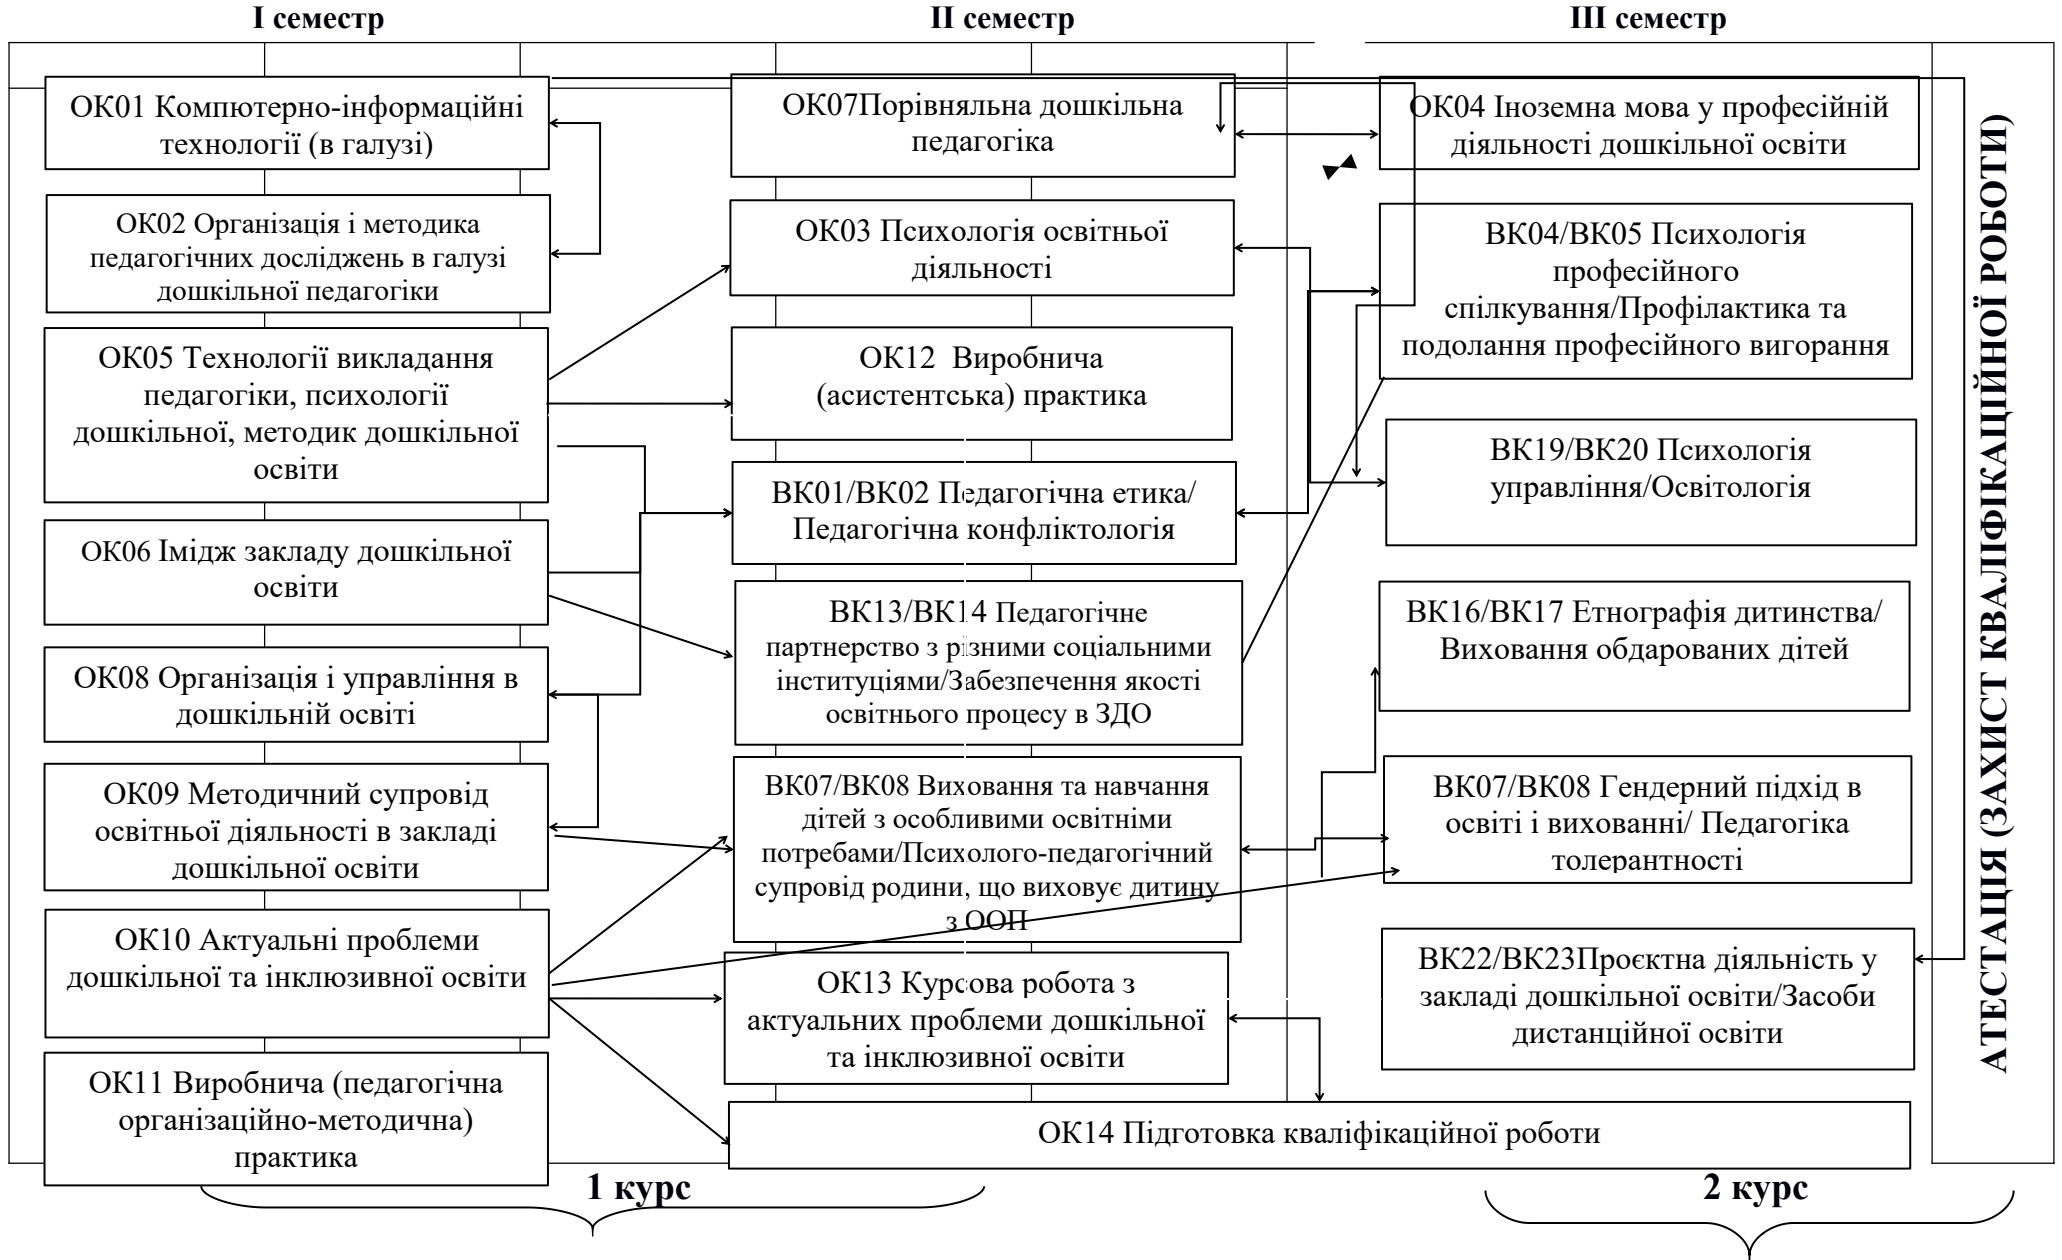 I семестр
II семестр
III семестр
ОК01 Компютерно-інформаційні
технології (в галузі)
ОК02 Організація і методика
педагогічних досліджень в галузі
дошкільної педагогіки
ОК05 Технології викладання
педагогіки, психології
дошкільної, методик дошкільної
освіти
ОК06 Імідж закладу дошкільної
освіти
ОК08 Організація і управління в
дошкільній освіті
ОК09 Методичний супровід
освітньої діяльності в закладі
дошкільної освіти
ОК10 Актуальні проблеми
дошкільної та інклюзивної освіти
ОК11 Виробнича (педагогічна
організаційно-методична)
практика
ОК07Порівняльна дошкільна
педагогіка
ОК03 Психологія освітньої
діяльності
ОК12 Виробнича
(асистентська) практика
ВК01/ВК02 Педагогічна етика/
Педагогічна конфліктологія
ВК13/ВК14 Педагогічне
партнерство з різними соціальними
інституціями/Забезпечення якості
освітнього процесу в ЗДО
ВК07/ВК08 Виховання та навчання
дітей з особливими освітніми
потребами/Психолого-педагогічний
супровід родини, що виховує дитину
з ООП
ОК13 Курсова робота з
актуальних проблеми дошкільної
та інклюзивної освіти
ОК14 Підготовка кваліфікаційної роботи
ОК04 Іноземна мова у професійній
діяльності дошкільної освіти
ВК04/ВК05 Психологія
професійного
спілкування/Профілактика та
подолання професійного вигорання
ВК19/ВК20 Психологія
управління/Освітологія
ВК16/ВК17 Етнографія дитинства/
Виховання обдарованих дітей
ВК07/ВК08 Гендерний підхід в
освіті і вихованні/ Педагогіка
толерантності
ВК22/ВК23Проєктна діяльність у
закладі дошкільної освіти/Засоби
дистанційної освіти
АТЕСТАЦІЯ (ЗАХИСТ КВАЛІФІКАЦІЙНОЇ РОБОТИ)
1 курс
2 курс